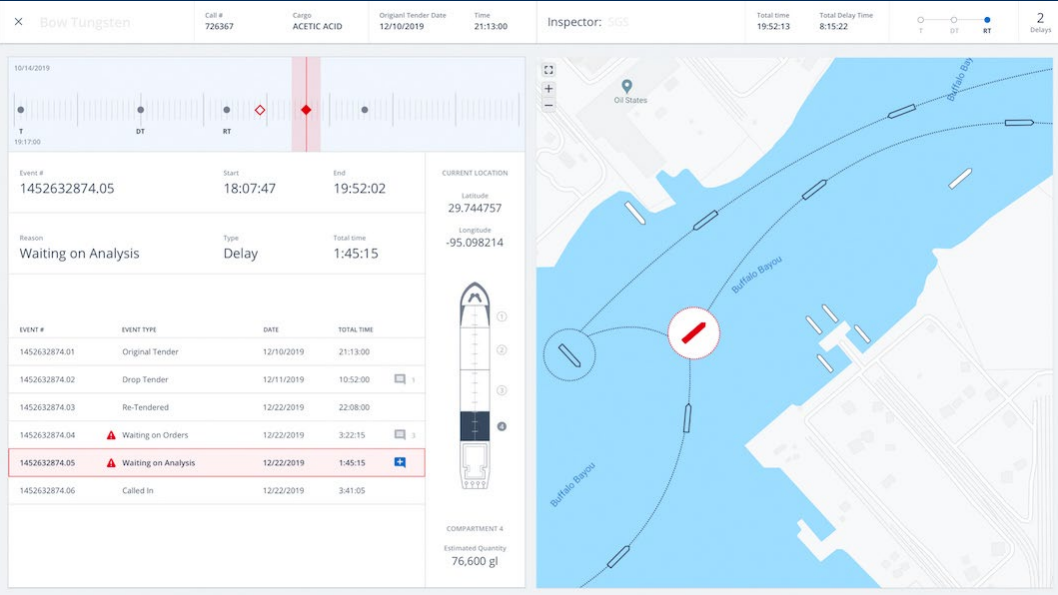 Bow Tungsten
Call #
726367
Cargo
ACETIC ACID
Origianl Tender Date
12/10/2019
Time
21:13:00
Inspector: SGS
Total time
19:52:13
Total Delay Time
8:15:22
T DT RT
2
Delays
10/14/2019
T DT RT
19:17:00
Event #
1452632874.05
Start
18:07:47
End
19:52:02
Reason
Waiting on Analysis
Type
Delay
Total time
1:45:15
EVENT # EVENT TYPE DATE TOTAL TIME
1452632874.01 Original Tender 12/10/2019 21:13:00
1452632874.02 Drop Tender 12/11/2019 10:52:00 1
1452632874.03 Re-Tendered 12/22/2019 22:08:00
1452632874.04 Waiting on Orders 12/22/2019 3:22:15 3
1452632874.05 Waiting on Analysis 12/22/2019 1:45:15
1452632874.06 Called In 12/22/2019 3:41:05
CURRENT LOCATION
Latitude
29.744757
Longitude
-95.098214
1
2
3
4
COMPARTMENT 4
Estimated Quantity
76,600 gl
Oil States
Buffalo Bay
Buffalo Bayou
Buffalo Bayou